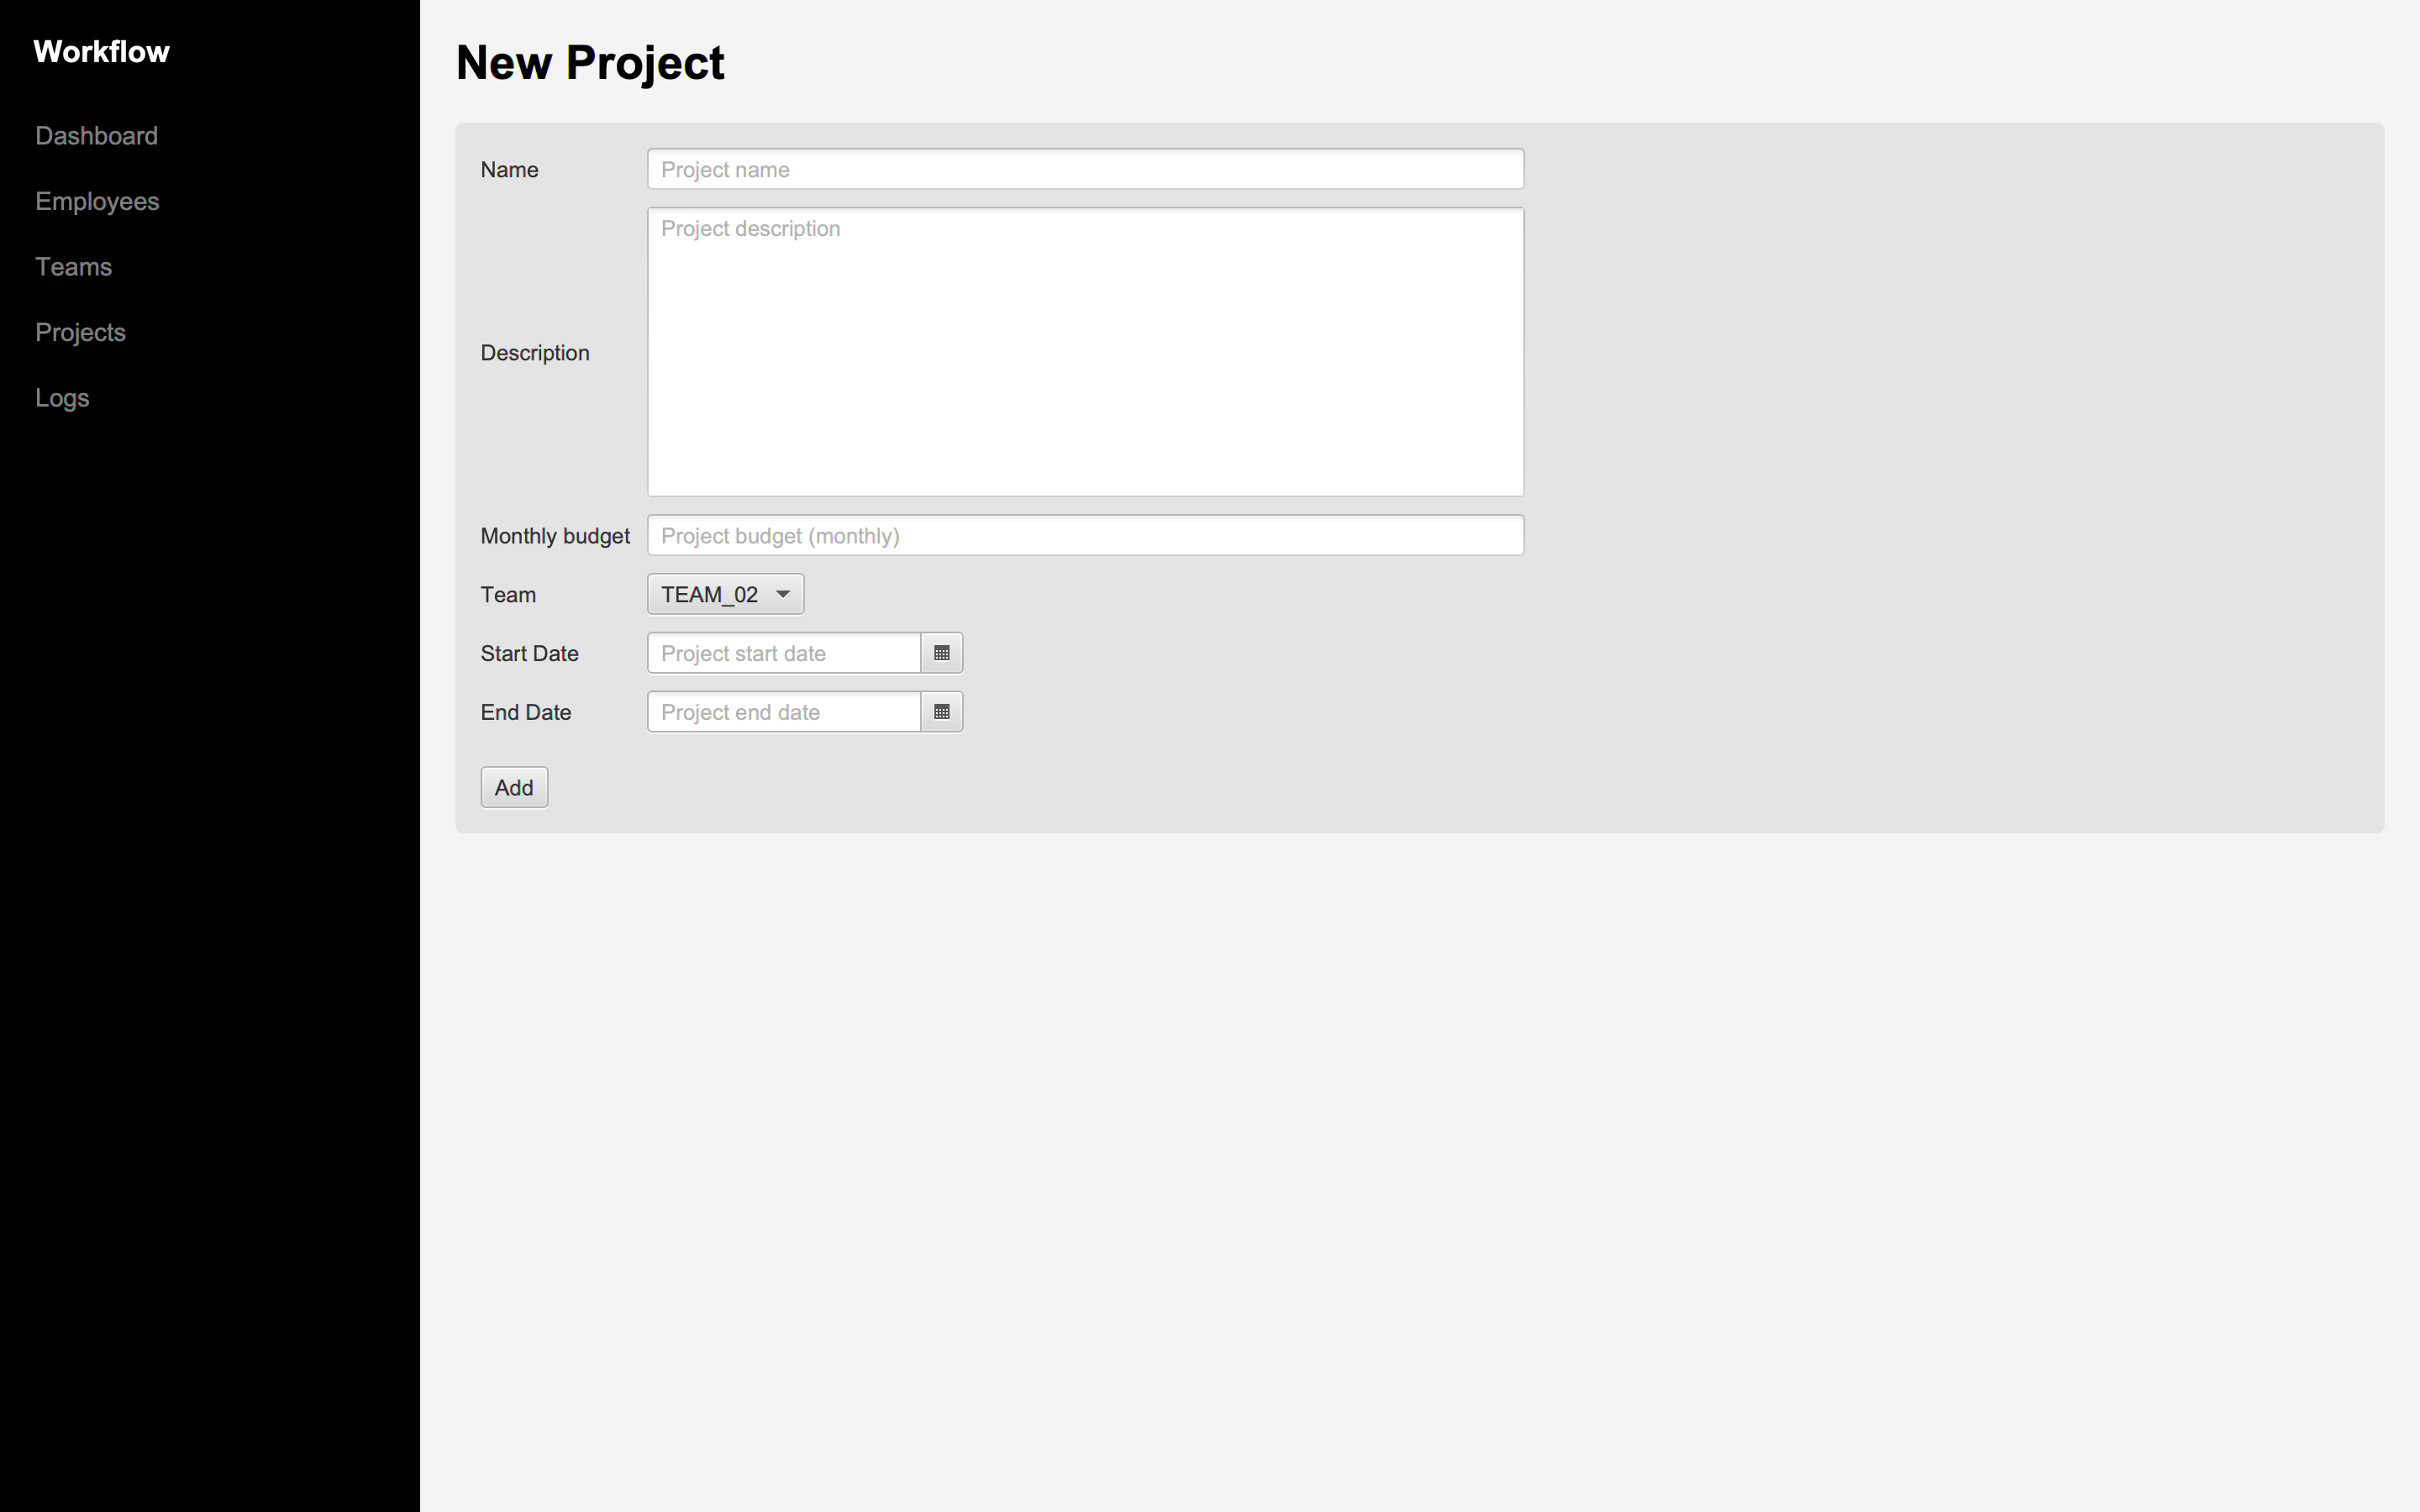 Workflow
Dashboard
Employees
Teams
Projects
Logs
New Project
Name
Project name
Description
Project description
Monthly budget
Project budget (monthly)
Team
TEAM_02
Start Date
Project start date
End Date
Project end date
Add